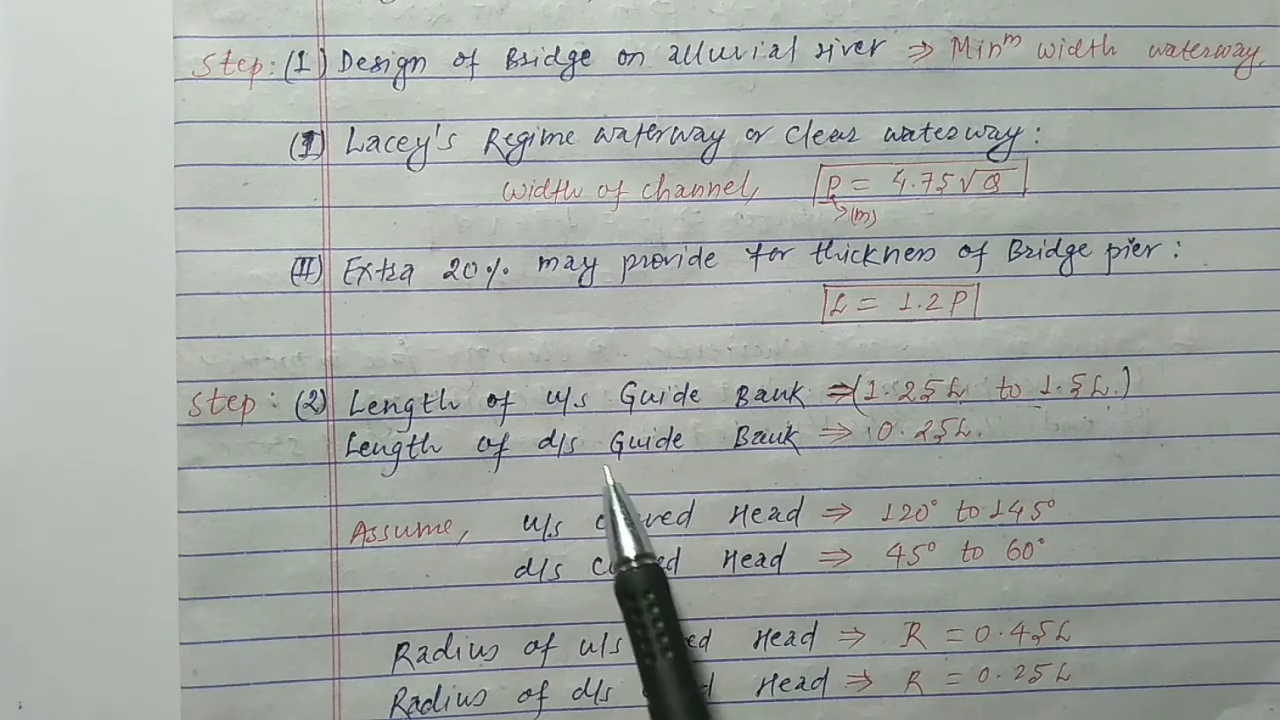 Step: (1) Design of Bridge on alluvial river ⇒ Minᵐ width waterway.
(I) Lacey's Regime waterway or clear waterway:
width of channel, P = 4.75√Q
(m)
(II) Extra 20% may provide for thickness of Bridge pier:
L = 1.2 P
Step: (2) Length of u/s Guide Bank ⇒ (1.25L to 1.5L.)
Length of d/s Guide Bank ⇒ 0.25L.
Assume, u/s Head ⇒ 120° to 145°
d/s Head ⇒ 45° to 60°
Radius of u/s Head ⇒ R = 0.45L
Radius of d/s Head ⇒ R = 0.25L